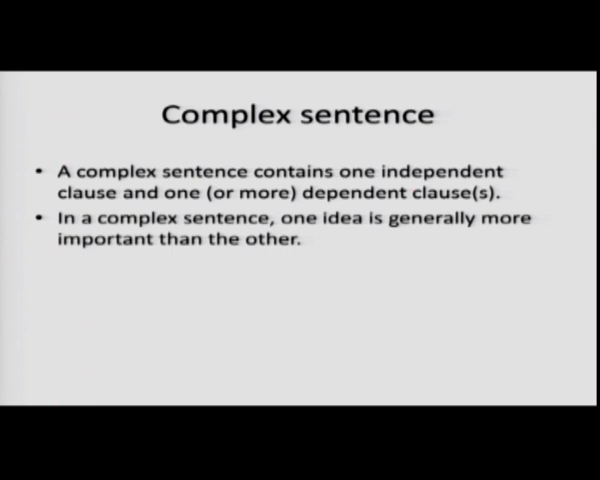 Complex sentence
• A complex sentence contains one independent
clause and one (or more) dependent clause(s).
• In a complex sentence, one idea is generally more
important than the other.